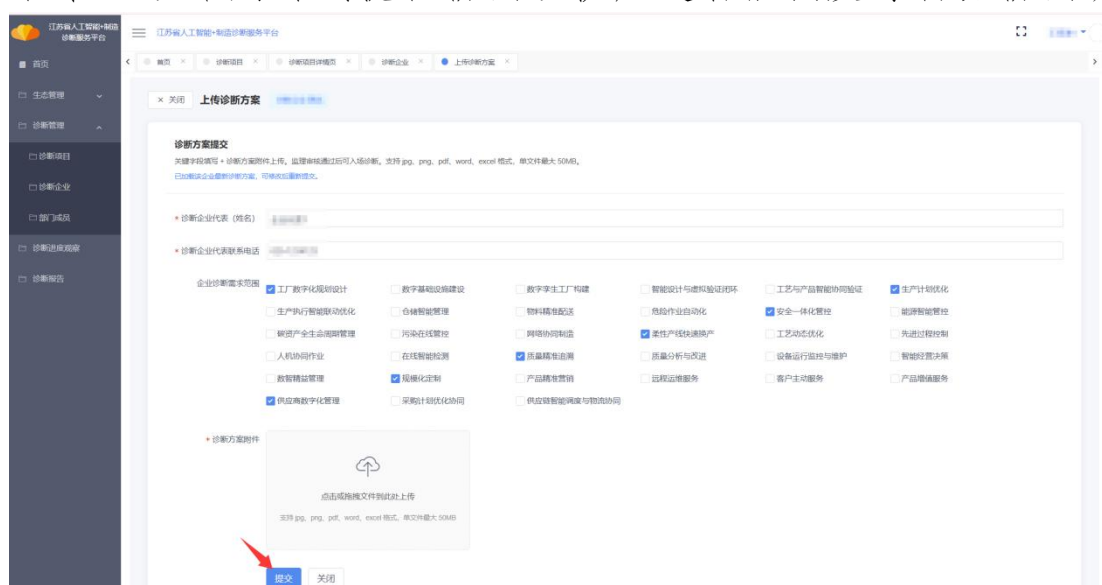 江苏省人工智能+制造
诊断服务平台
江苏省人工智能+制造诊断服务平台
首页
诊断项目
诊断项目详情页
诊断企业
上传诊断方案
首页
生态管理
诊断管理
诊断项目
诊断企业
部门成员
诊断进度观察
诊断报告
× 关闭 上传诊断方案
诊断方案提交
关键字段填写 + 诊断方案附件上传。监理审核通过后可入场诊断。支持 jpg、png、pdf、word、excel 格式，单文件最大 50MB。
已加载该企业最新诊断方案，可修改后重新提交。
* 诊断企业代表（姓名）
* 诊断企业代表联系电话
企业诊断需求范围
工厂数字化规划设计 数字基础设施建设 数字孪生工厂构建 智能设计与虚拟验证闭环 工艺与产品智能协同验证 生产计划优化
生产执行智能联动优化 仓储智能管理 物料精准配送 危险作业自动化 安全一体化管控 能源智能管控
碳资产全生命周期管理 污染在线管控 网络协同制造 柔性产线快速换产 工艺动态优化 先进过程控制
人机协同作业 在线智能检测 质量精准追溯 质量分析与改进 设备运行监控与维护 智能经营决策
数智精益管理 规模化定制 产品精准营销 远程运维服务 客户主动服务 产品增值服务
供应商数字化管理 采购计划优化协同 供应链智能调度与物流协同
* 诊断方案附件
点击或拖拽文件到此处上传
支持 jpg、png、pdf、word、excel 格式，单文件最大 50MB
提交 关闭